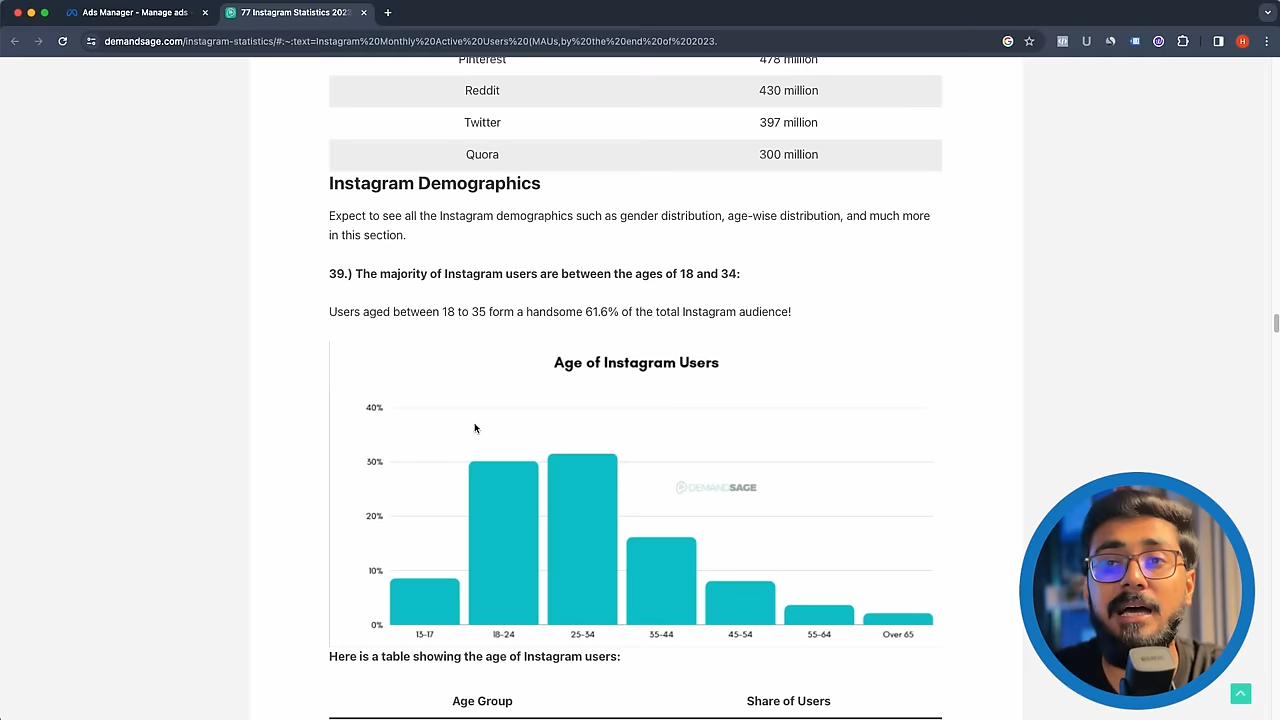 Ads Manager - Manage ads
77 Instagram Statistics 202
demandsage.com/instagram-statistics/#:~:text=Instagram%20Monthly%20Active%20Users%20(MAUs,by%20the%20end%20of%202023.
H
Pinterest 478 million
Reddit 430 million
Twitter 397 million
Quora 300 million
Instagram Demographics
Expect to see all the Instagram demographics such as gender distribution, age-wise distribution, and much more
in this section.
39.) The majority of Instagram users are between the ages of 18 and 34:
Users aged between 18 to 35 form a handsome 61.6% of the total Instagram audience!
Age of Instagram Users
40%
30%
DEMANDSAGE
20%
10%
0%
13-17 18-24 25-34 35-44 45-54 55-64 Over 65
Here is a table showing the age of Instagram users:
Age Group Share of Users